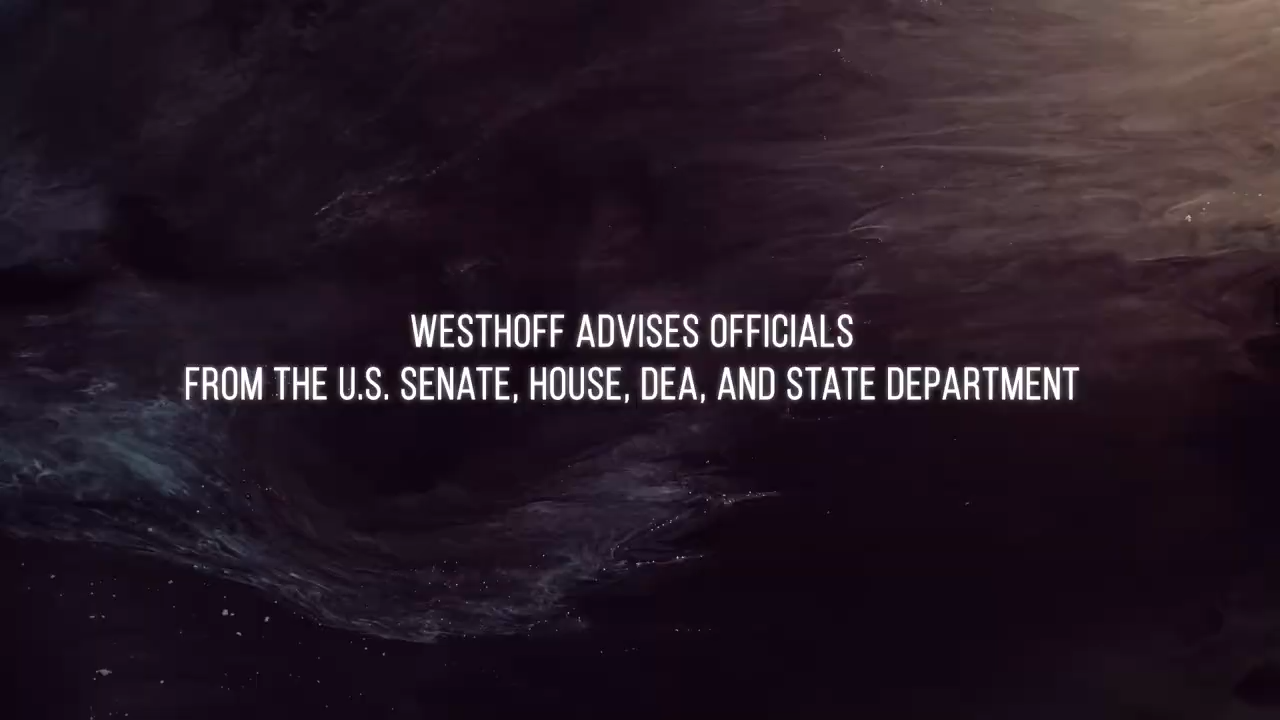 WESTHOFF ADVISES OFFICIALS
FROM THE U.S. SENATE, HOUSE, DEA, AND STATE DEPARTMENT